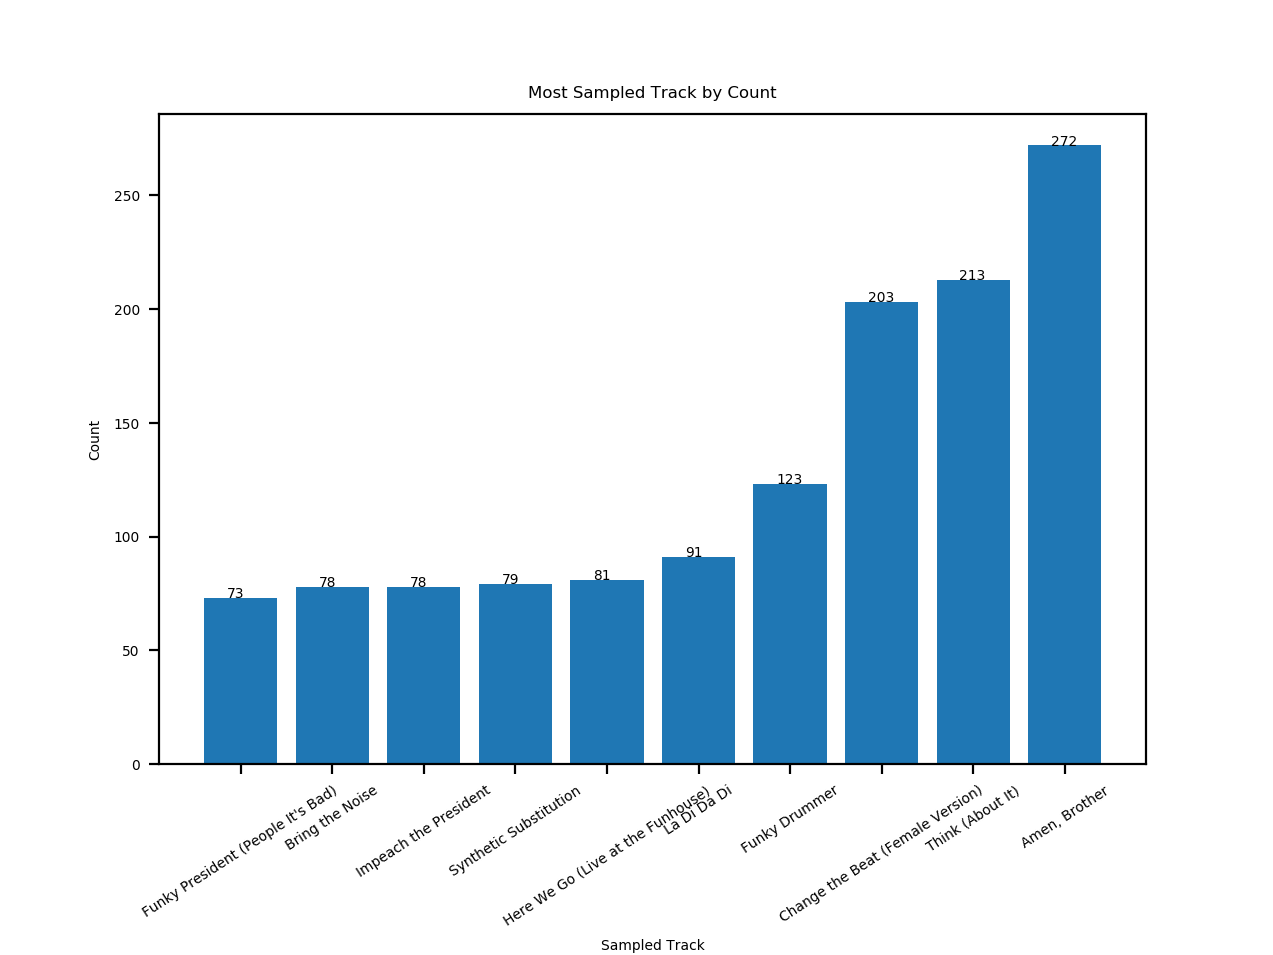 Most Sampled Track by Count
272
250
213
203
200
150
Count
123
100
91
81
79
78
78
73
50
0
Funky President (People It's Bad)
Bring the Noise
Impeach the President
Synthetic Substitution
Here We Go (Live at the Funhouse)
La Di Da Di
Funky Drummer
Change the Beat (Female Version)
Think (About It)
Amen, Brother
Sampled Track